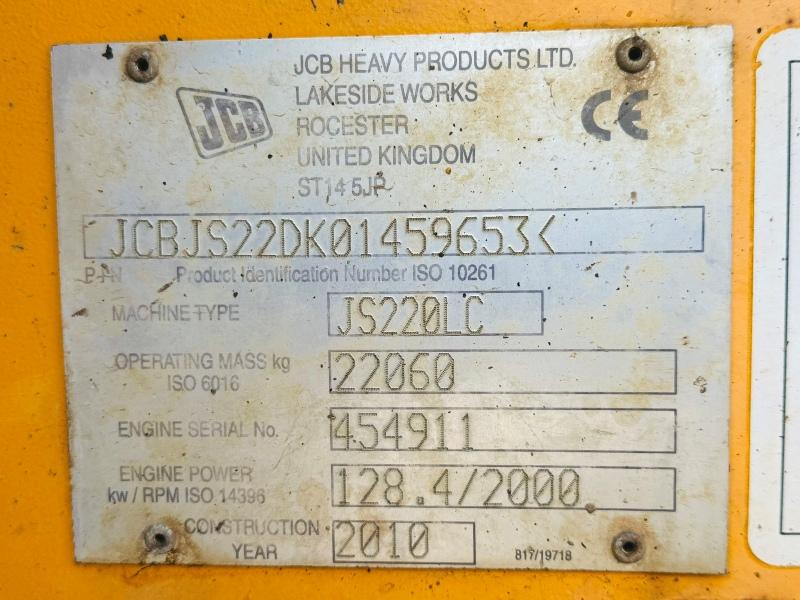 JCB
JCB HEAVY PRODUCTS LTD.
LAKESIDE WORKS
ROCESTER
UNITED KINGDOM
ST14 5JP
CE
JCBJS22DK01459653<
PIN Product Identification Number ISO 10261
MACHINE TYPE JS220LC
OPERATING MASS kg
ISO 6016
22060
ENGINE SERIAL No. 454911
ENGINE POWER
kw / RPM ISO 14396
128.4/2000
CONSTRUCTION
YEAR
2010
817/19718